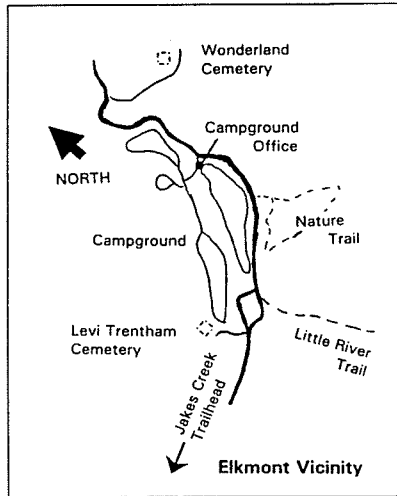 Wonderland
Cemetery
Campground
Office
NORTH
Nature
Trail
Campground
Levi Trentham
Cemetery
Little River
Trail
Jakes Creek
Trailhead
Elkmont Vicinity